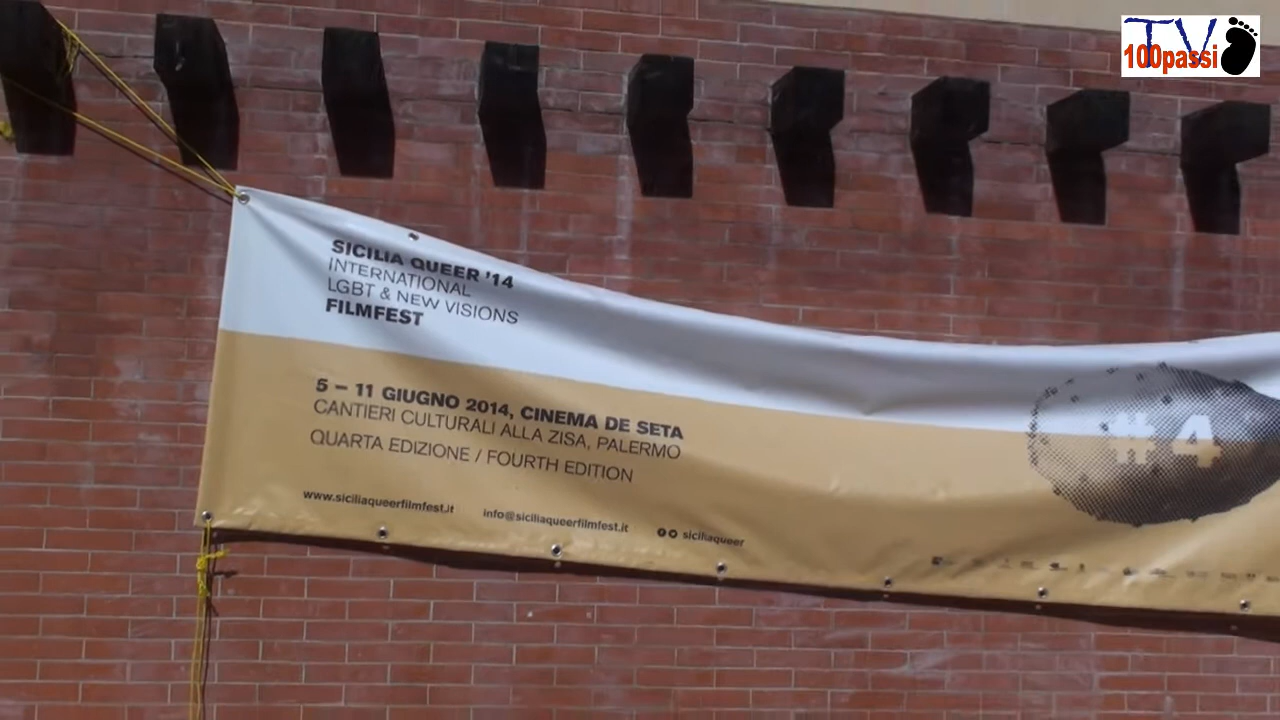 TV
100passi
SICILIA QUEER '14
INTERNATIONAL
LGBT & NEW VISIONS
FILMFEST
5 – 11 GIUGNO 2014, CINEMA DE SETA
CANTIERI CULTURALI ALLA ZISA, PALERMO
QUARTA EDIZIONE / FOURTH EDITION
www.siciliaqueerfilmfest.it info@siciliaqueerfilmfest.it siciliaqueer
#4